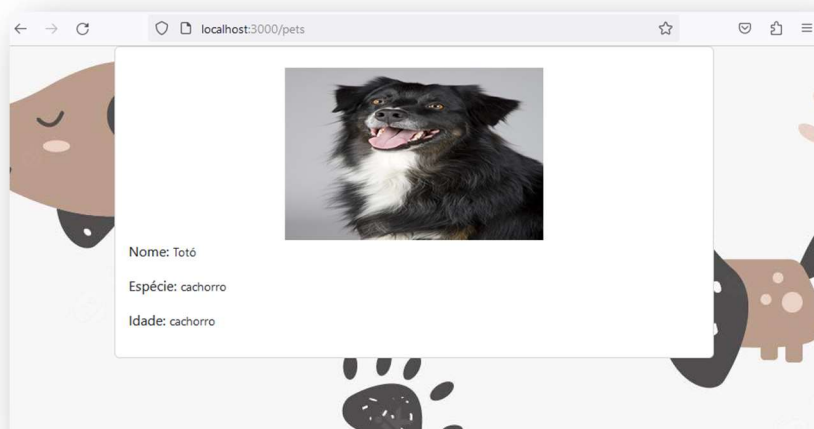 localhost:3000/pets
Nome: Totó
Espécie: cachorro
Idade: cachorro